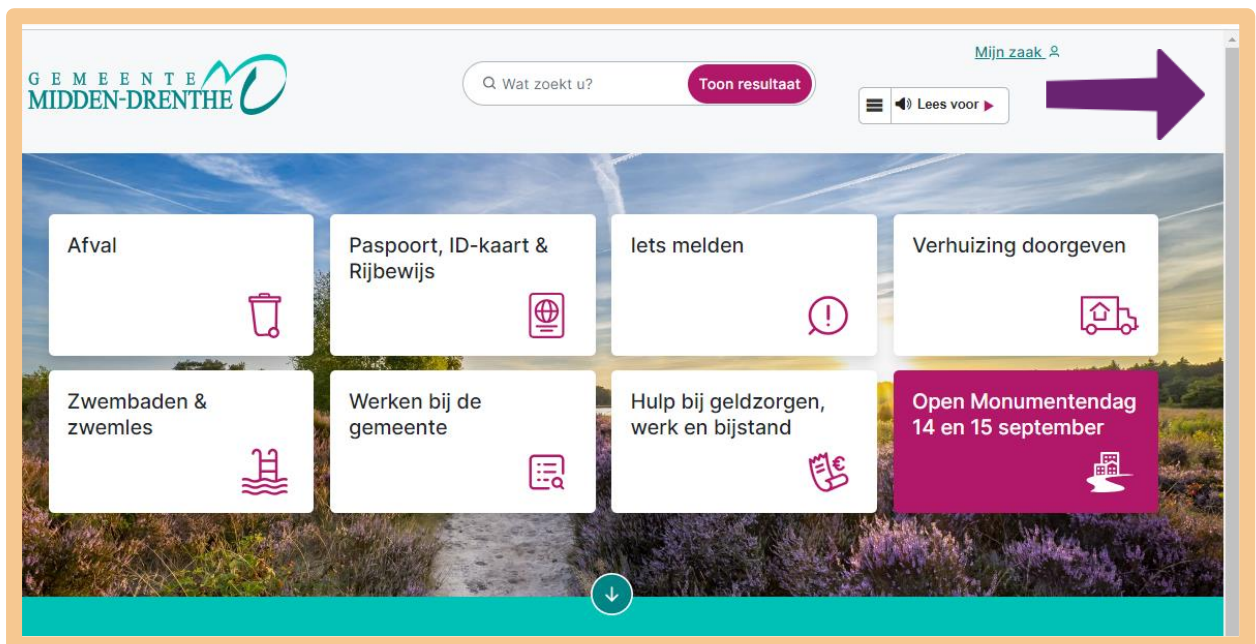 Mijn zaak
GEMEENTE
MIDDEN-DRENTHE
Wat zoekt u?
Toon resultaat
Lees voor
Afval
Paspoort, ID-kaart &
Rijbewijs
Iets melden
Verhuizing doorgeven
Zwembaden &
zwemles
Werken bij de
gemeente
Hulp bij geldzorgen,
werk en bijstand
Open Monumentendag
14 en 15 september